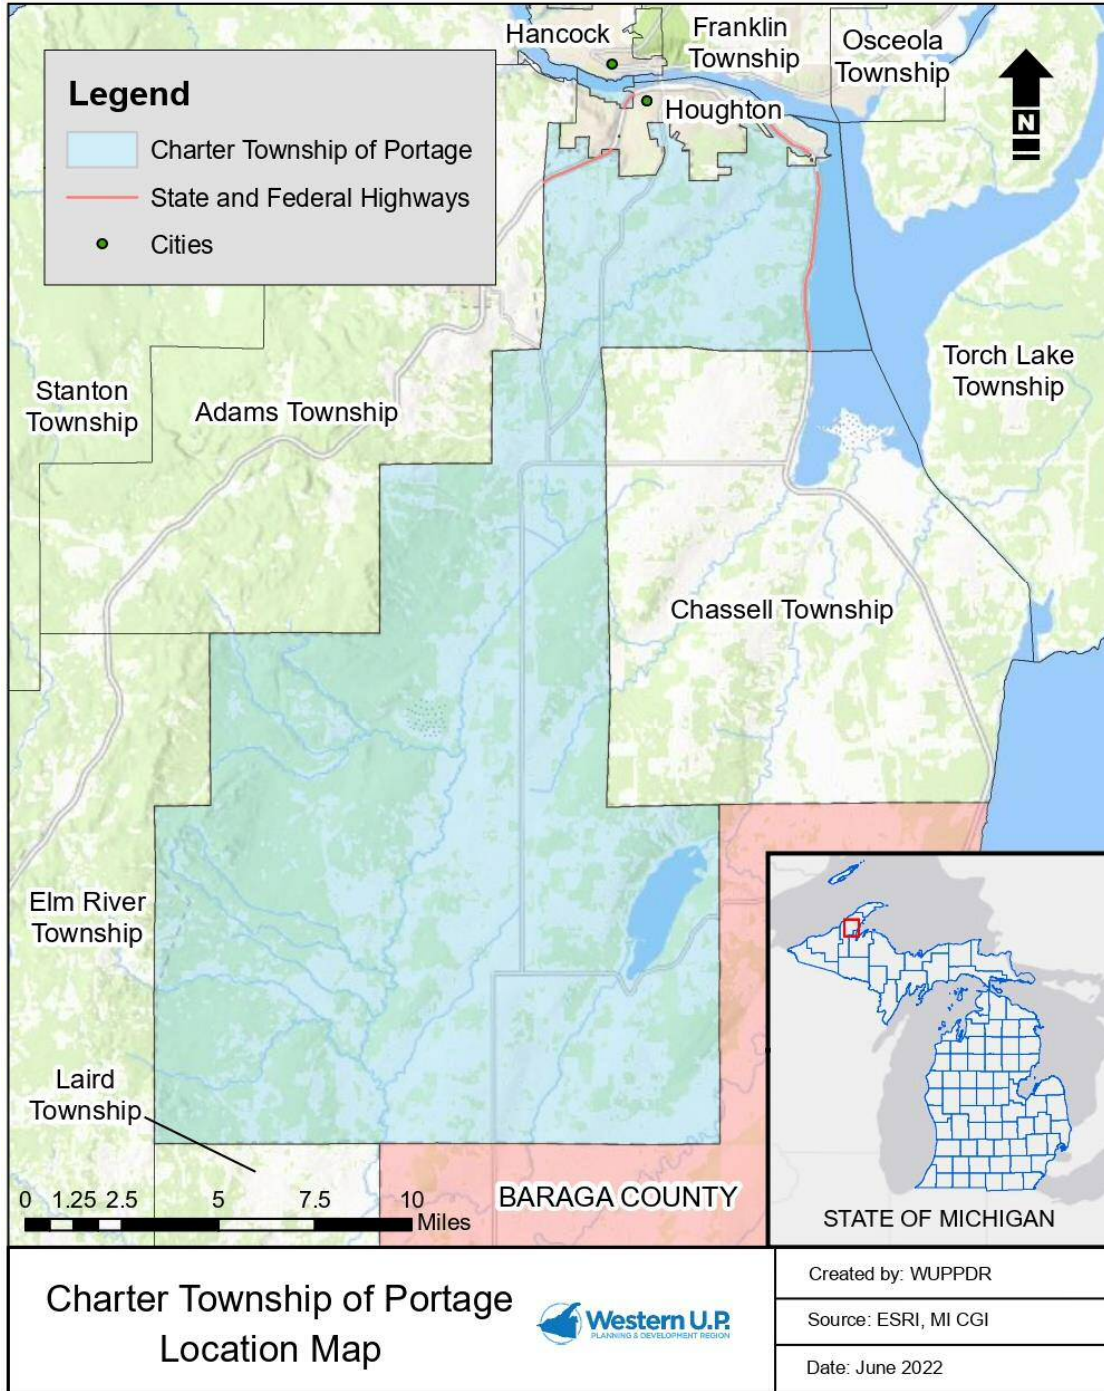 Hancock
Franklin
Township
Osceola
Township
Legend
Charter Township of Portage
State and Federal Highways
Cities
Houghton
N
Stanton
Township
Adams Township
Torch Lake
Township
Chassell Township
Elm River
Township
Laird
Township
0 1.25 2.5 5 7.5 10
Miles
BARAGA COUNTY
STATE OF MICHIGAN
Charter Township of Portage
Location Map
Western U.P.
PLANNING & DEVELOPMENT REGION
Created by: WUPPDR
Source: ESRI, MI CGI
Date: June 2022